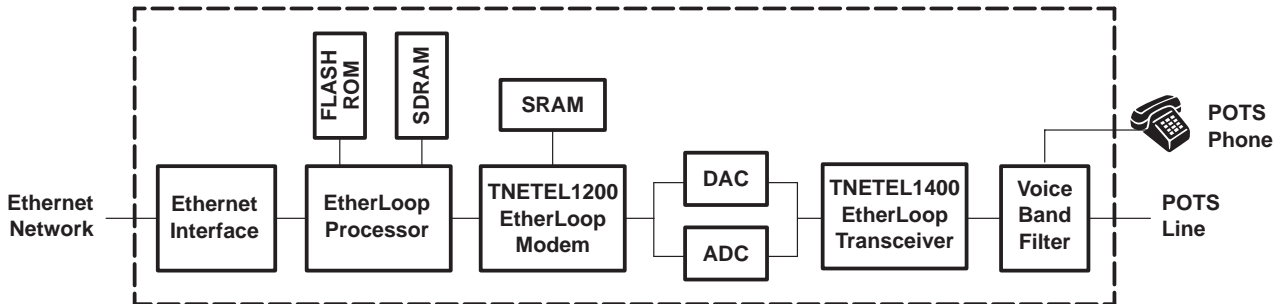 FLASH
ROM
SDRAM
SRAM
POTS
Phone
Ethernet
Network
Ethernet
Interface
EtherLoop
Processor
TNETEL1200
EtherLoop
Modem
DAC
ADC
TNETEL1400
EtherLoop
Transceiver
Voice
Band
Filter
POTS
Line